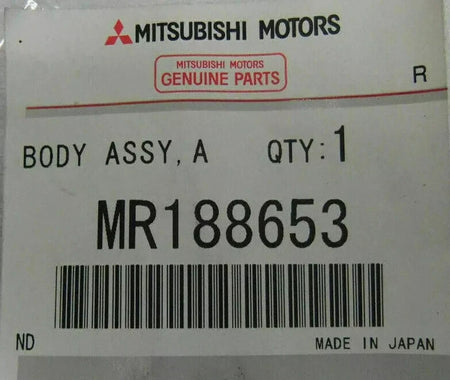 MITSUBISHI MOTORS
MITSUBISHI MOTORS
GENUINE PARTS
R
BODY ASSY, A QTY:1
MR188653
ND MADE IN JAPAN